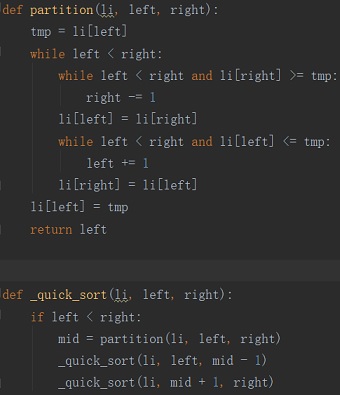 def partition(li, left, right):
    tmp = li[left]
    while left < right:
        while left < right and li[right] >= tmp:
            right -= 1
        li[left] = li[right]
        while left < right and li[left] <= tmp:
            left += 1
        li[right] = li[left]
    li[left] = tmp
    return left
def _quick_sort(li, left, right):
    if left < right:
        mid = partition(li, left, right)
        _quick_sort(li, left, mid - 1)
        _quick_sort(li, mid + 1, right)